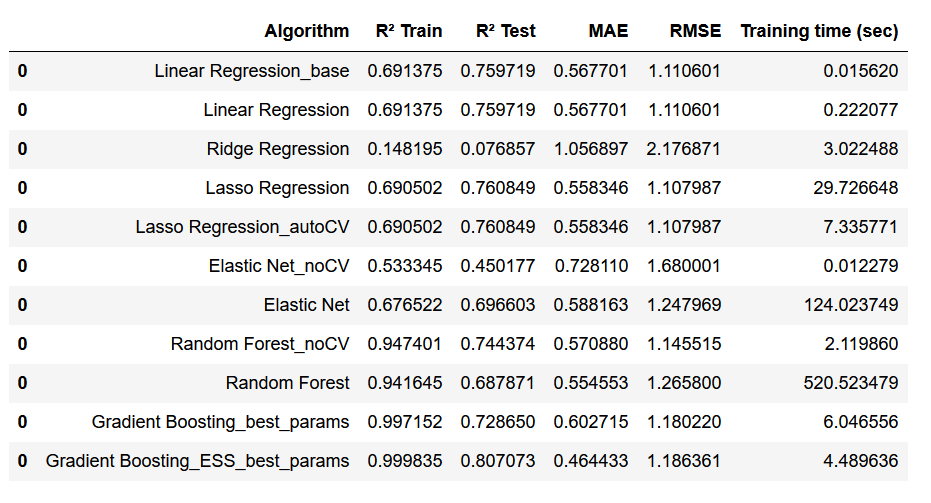 Algorithm R² Train R² Test MAE RMSE Training time (sec)
0 Linear Regression_base 0.691375 0.759719 0.567701 1.110601 0.015620
0 Linear Regression 0.691375 0.759719 0.567701 1.110601 0.222077
0 Ridge Regression 0.148195 0.076857 1.056897 2.176871 3.022488
0 Lasso Regression 0.690502 0.760849 0.558346 1.107987 29.726648
0 Lasso Regression_autoCV 0.690502 0.760849 0.558346 1.107987 7.335771
0 Elastic Net_noCV 0.533345 0.450177 0.728110 1.680001 0.012279
0 Elastic Net 0.676522 0.696603 0.588163 1.247969 124.023749
0 Random Forest_noCV 0.947401 0.744374 0.570880 1.145515 2.119860
0 Random Forest 0.941645 0.687871 0.554553 1.265800 520.523479
0 Gradient Boosting_best_params 0.997152 0.728650 0.602715 1.180220 6.046556
0 Gradient Boosting_ESS_best_params 0.999835 0.807073 0.464433 1.186361 4.489636